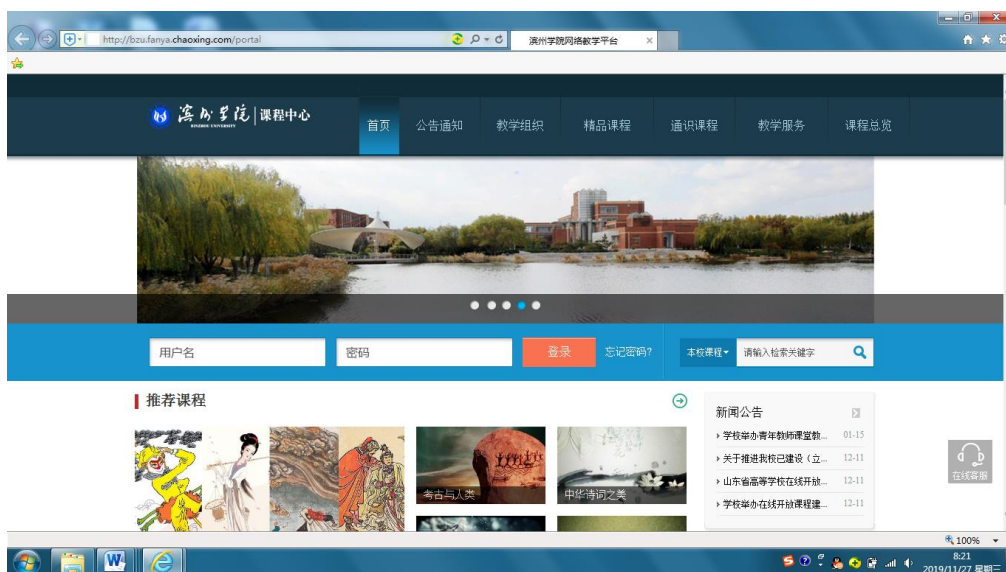 http://bzu.fanya.chaoxing.com/portal
滨州学院网络教学平台
滨州学院 | 课程中心
BINZHOU UNIVERSITY
首页
公告通知
教学组织
精品课程
通识课程
教学服务
课程总览
用户名
密码
登录
忘记密码?
本校课程
请输入检索关键字
推荐课程
考古与人类
中华诗词之美
新闻公告
学校举办青年教师课堂教... 01-15
关于推进我校已建设（立... 12-11
山东省高等学校在线开放... 12-11
学校举办在线开放课程建... 12-11
在线客服
100%
8:21
2019/11/27 星期三